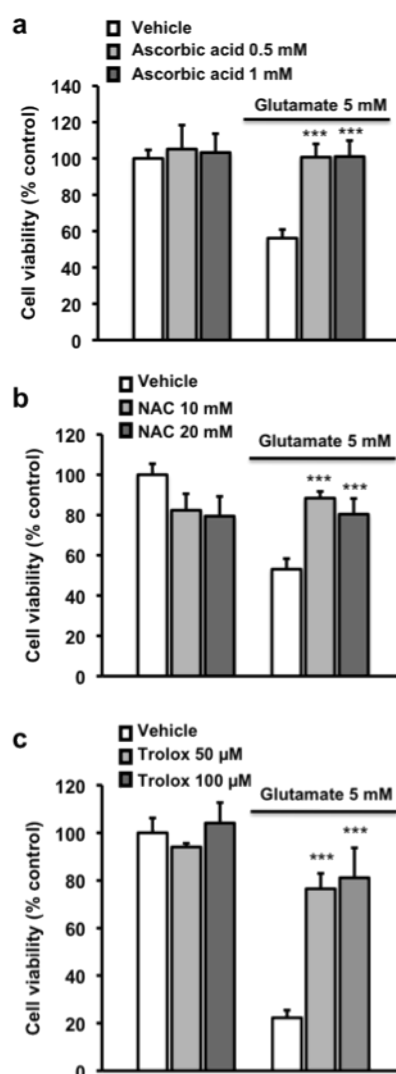 a
Vehicle
Ascorbic acid 0.5 mM
Ascorbic acid 1 mM
Cell viability (% control)
140
120
100
80
60
40
20
0
Glutamate 5 mM
*** ***
b
Vehicle
NAC 10 mM
NAC 20 mM
Cell viability (% control)
120
100
80
60
40
20
0
Glutamate 5 mM
*** ***
c
Vehicle
Trolox 50 µM
Trolox 100 µM
Cell viability (% control)
120
100
80
60
40
20
0
Glutamate 5 mM
*** ***